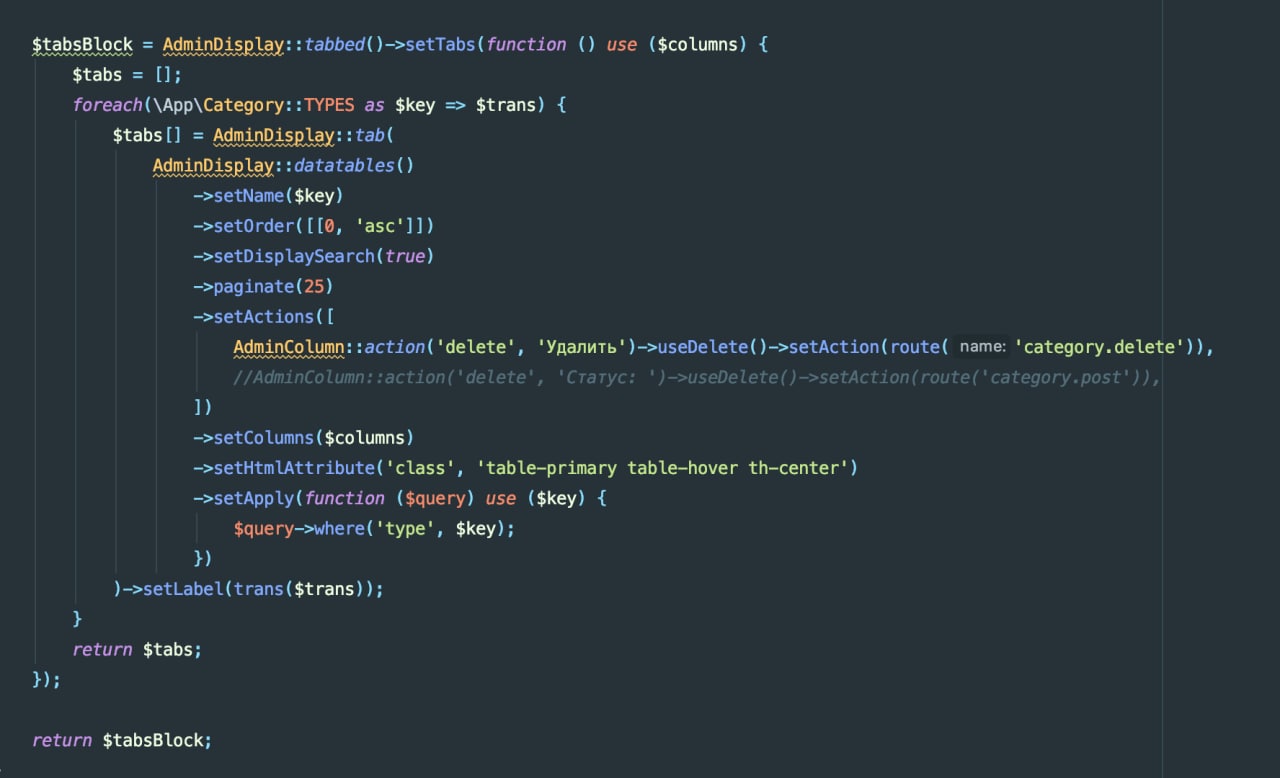 $tabsBlock = AdminDisplay::tabbed()->setTabs(function () use ($columns) {
    $tabs = [];
    foreach(\App\Category::TYPES as $key => $trans) {
        $tabs[] = AdminDisplay::tab(
            AdminDisplay::datatables()
                ->setName($key)
                ->setOrder([[0, 'asc']])
                ->setDisplaySearch(true)
                ->paginate(25)
                ->setActions([
                    AdminColumn::action('delete', 'Удалить')->useDelete()->setAction(route( name: 'category.delete')),
                    //AdminColumn::action('delete', 'Статус: ')->useDelete()->setAction(route('category.post')),
                ])
                ->setColumns($columns)
                ->setHtmlAttribute('class', 'table-primary table-hover th-center')
                ->setApply(function ($query) use ($key) {
                    $query->where('type', $key);
                })
        )->setLabel(trans($trans));
    }
    return $tabs;
});
return $tabsBlock;